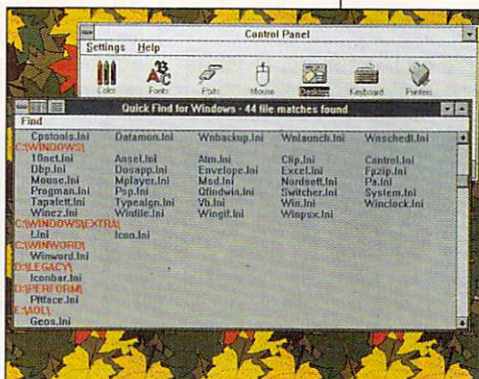 Control Panel
Settings Help
Color Fonts Ports Mouse Desktop Keyboard Printers
Quick Find for Windows - 44 file matches found
Find
Cpstools.Ini Datamon.Ini Wnbackup.Ini Wnlaunch.Ini Wnschedl.Ini
C:\WINDOWS\
10net.Ini Ansel.Ini Atm.Ini Clip.Ini Control.Ini
Dbp.Ini Dosapp.Ini Envelope.Ini Excel.Ini Fpzip.Ini
Mouse.Ini Mplayer.Ini Msd.Ini Nordsoft.Ini Pa.Ini
Progman.Ini Psp.Ini Qfindwin.Ini Switcher.Ini System.Ini
Tapalett.Ini Typealgn.Ini Vb.Ini Win.Ini Winclock.Ini
Winez.Ini Winfile.Ini Wingif.Ini Winpsx.Ini
C:\WINDOWS\EXTRA\
!.Ini Icon.Ini
C:\WINWORD\
Winword.Ini
D:\LEGACY\
Iconbar.Ini
D:\PERFORM\
Pltface.Ini
E:\AOL\
Geos.Ini